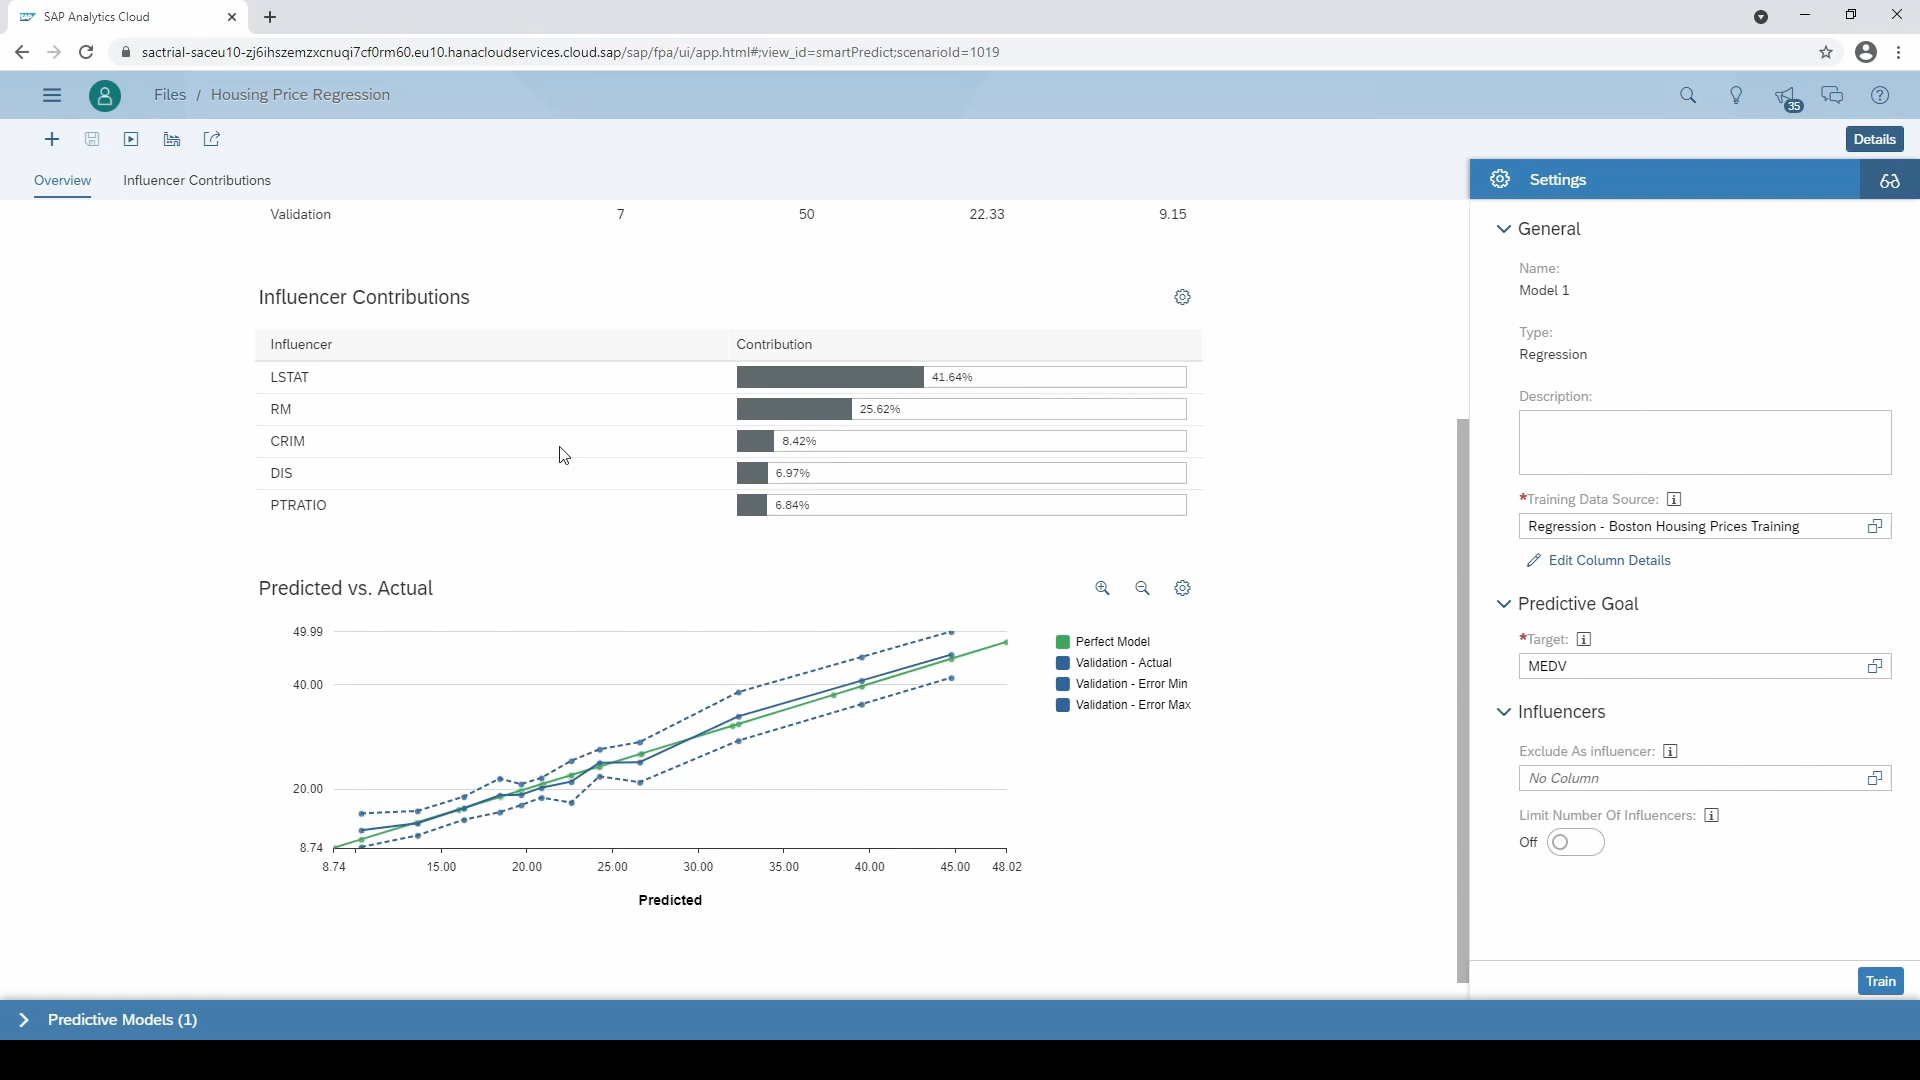 SAP Analytics Cloud
sactrial-saceu10-zj6ihszemzxcnuqi7cf0rm60.eu10.hanacloudservices.cloud.sap/sap/fpa/ui/app.html#;view_id=smartPredict;scenarioId=1019
Files / Housing Price Regression
35
Details
Overview Influencer Contributions
Settings
Validation 7 50 22.33 9.15
Influencer Contributions
Influencer Contribution
LSTAT 41.64%
RM 25.62%
CRIM 8.42%
DIS 6.97%
PTRATIO 6.84%
Predicted vs. Actual
49.99
40.00
20.00
8.74
8.74 15.00 20.00 25.00 30.00 35.00 40.00 45.00 48.02
Predicted
Perfect Model
Validation - Actual
Validation - Error Min
Validation - Error Max
General
Name:
Model 1
Type:
Regression
Description:
*Training Data Source:
Regression - Boston Housing Prices Training
Edit Column Details
Predictive Goal
*Target:
MEDV
Influencers
Exclude As influencer:
No Column
Limit Number Of Influencers:
Off
Train
Predictive Models (1)